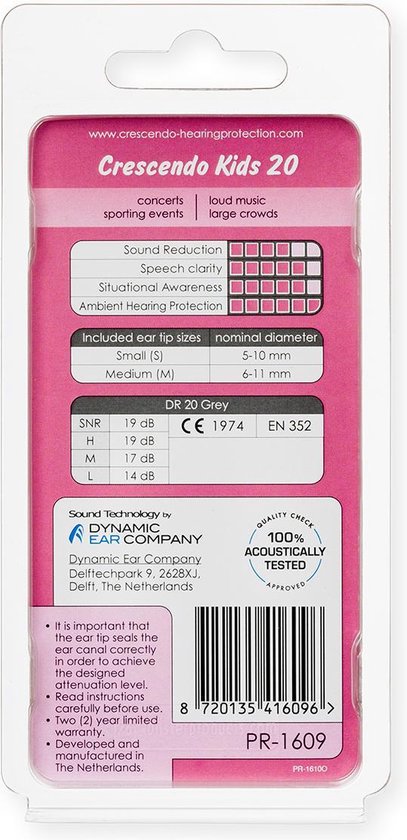 www.crescendo-hearingprotection.com
Crescendo Kids 20
concerts | loud music
sporting events | large crowds
Sound Reduction
Speech clarity
Situational Awareness
Ambient Hearing Protection
Included ear tip sizes nominal diameter
Small (S) 5-10 mm
Medium (M) 6-11 mm
DR 20 Grey
SNR 19 dB CE 1974 EN 352
H 19 dB
M 17 dB
L 14 dB
Sound Technology by
DYNAMIC
EAR COMPANY
Dynamic Ear Company
Delftechpark 9, 2628XJ,
Delft, The Netherlands
QUALITY CHECK
100%
ACOUSTICALLY
TESTED
APPROVED
• It is important that
the ear tip seals the
ear canal correctly
in order to achieve
the designed
attenuation level.
• Read instructions
carefully before use.
• Two (2) year limited
warranty.
• Developed and
manufactured in
The Netherlands.
8 720135 416096 >
PR-1609
PR-1610O